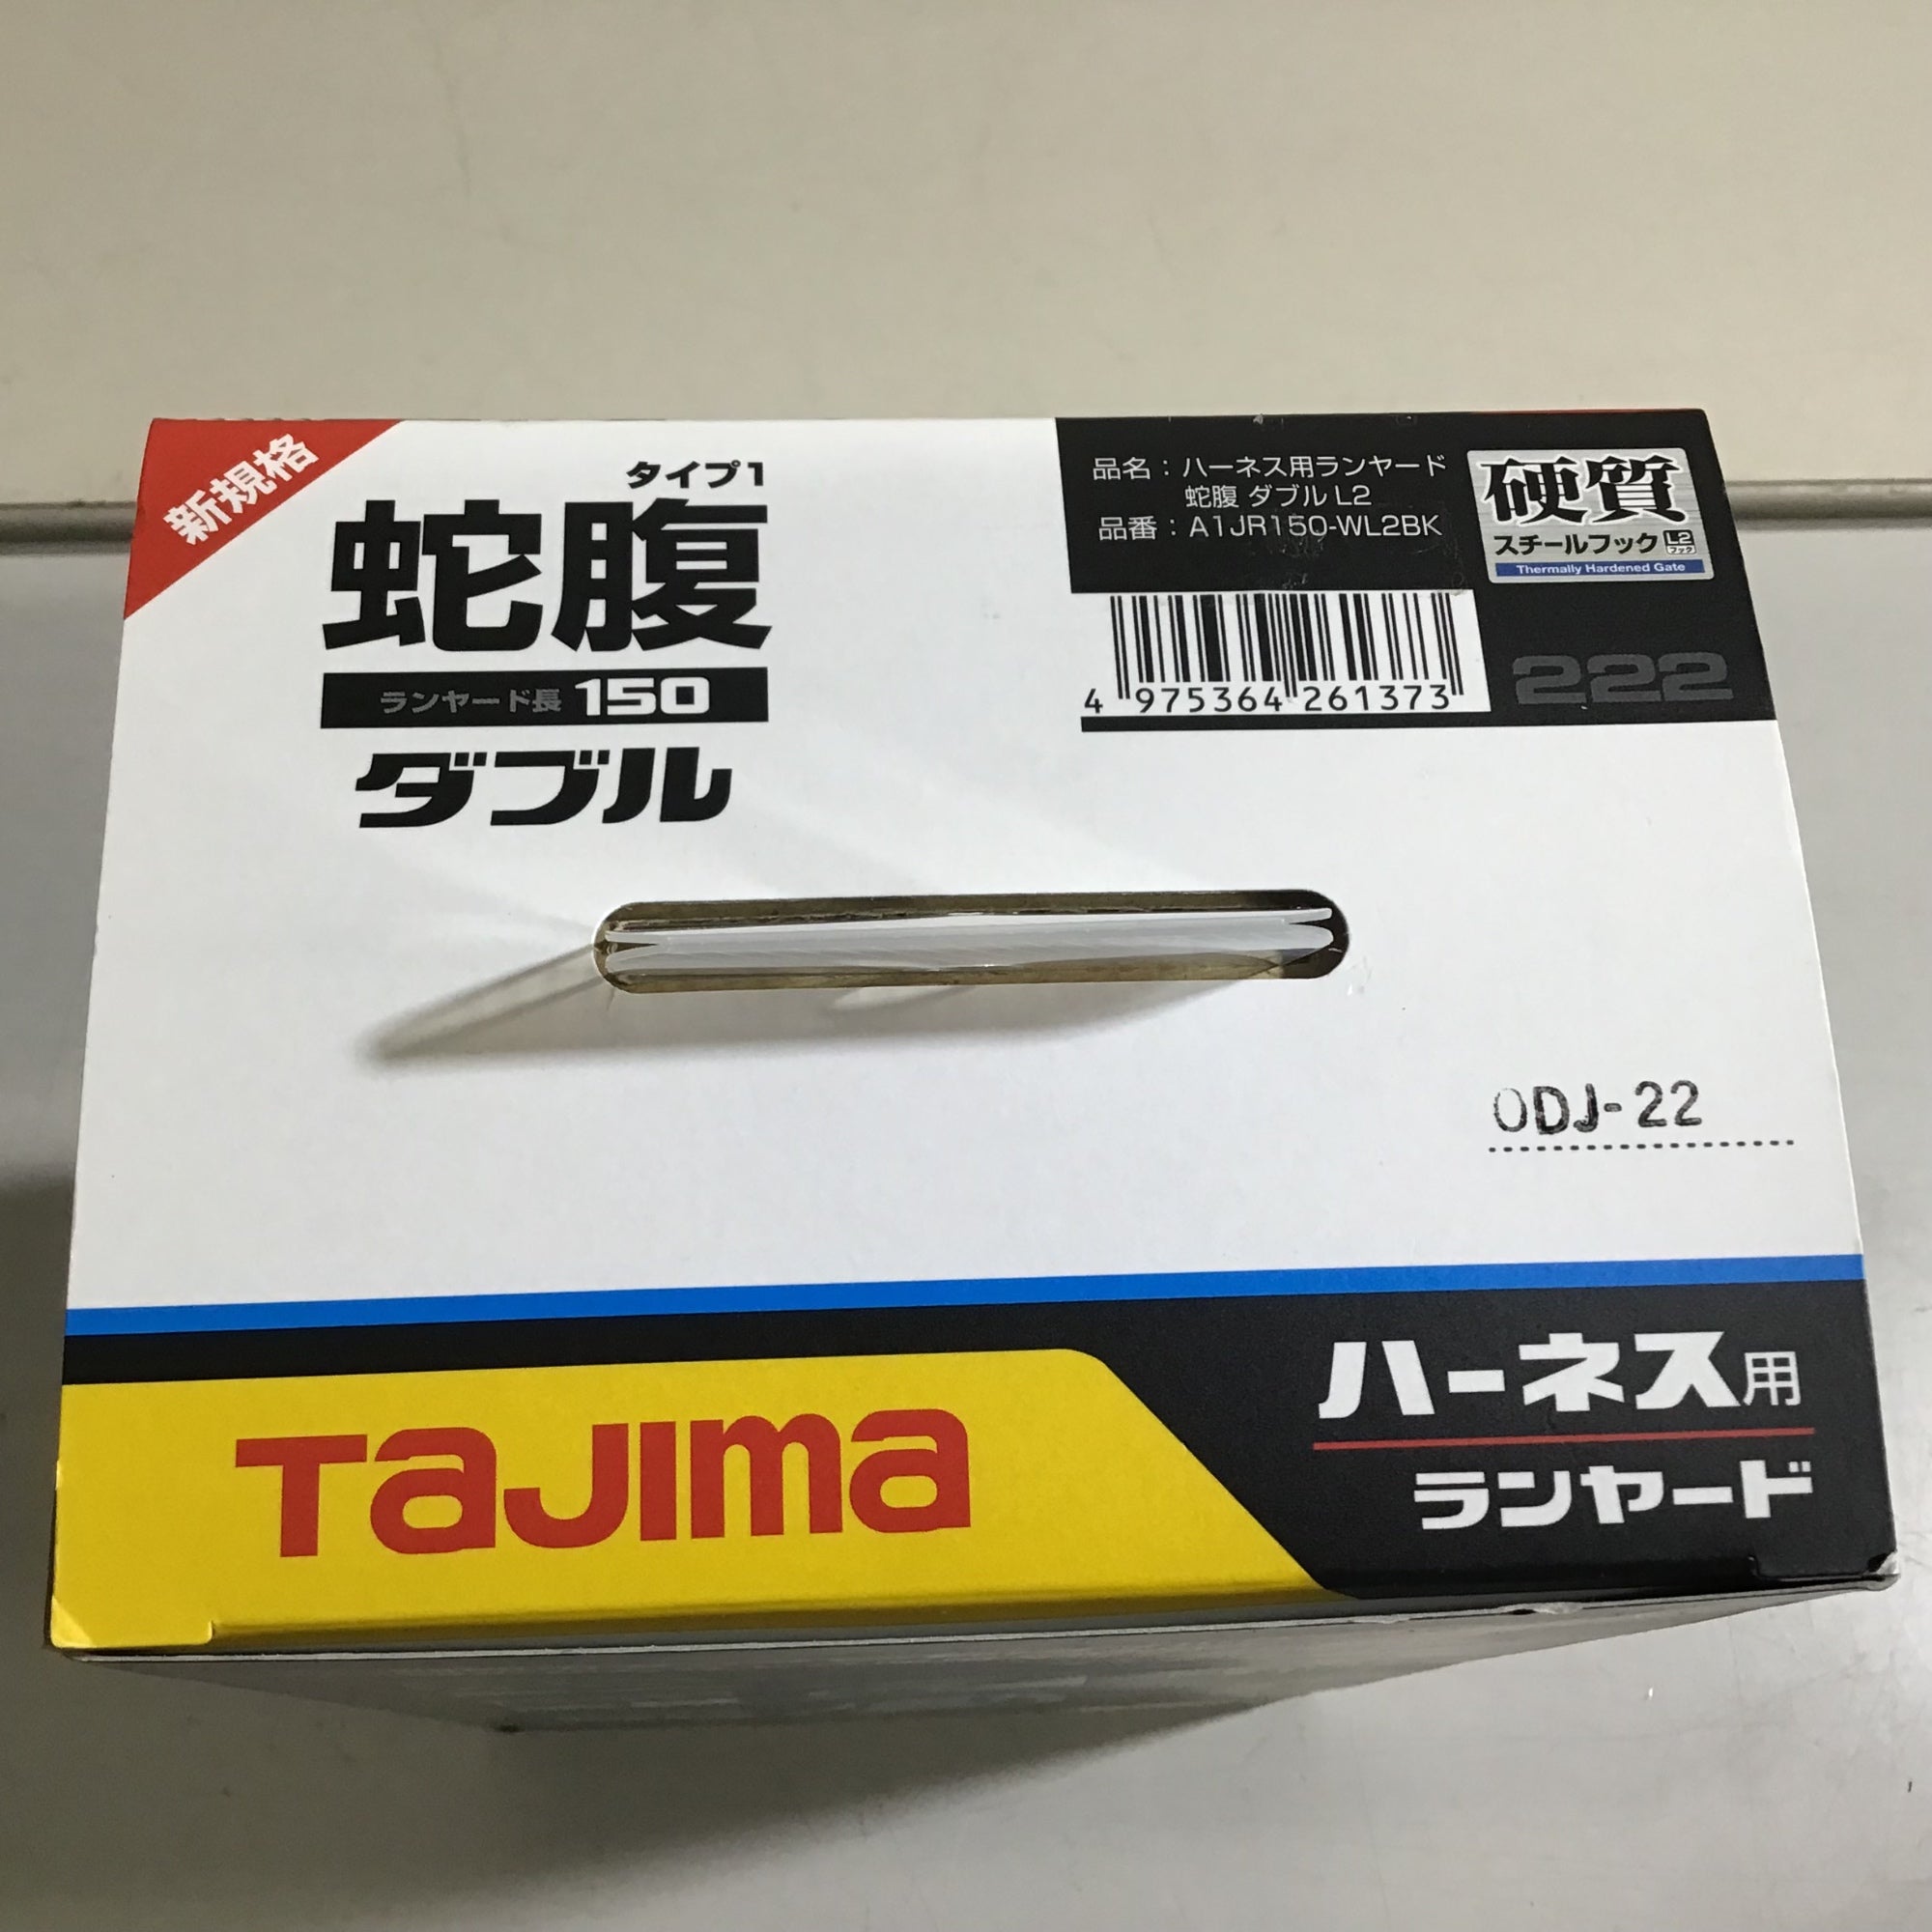 新規格
タイプ1
蛇腹
ランヤード長 150
ダブル
品名：ハーネス用ランヤード
蛇腹 ダブル L2
品番：A1JR150-WL2BK
硬質
スチールフック L2
フック
Thermally Hardened Gate
4 975364 261373
222
ODJ-22
Tajima
ハーネス用
ランヤード